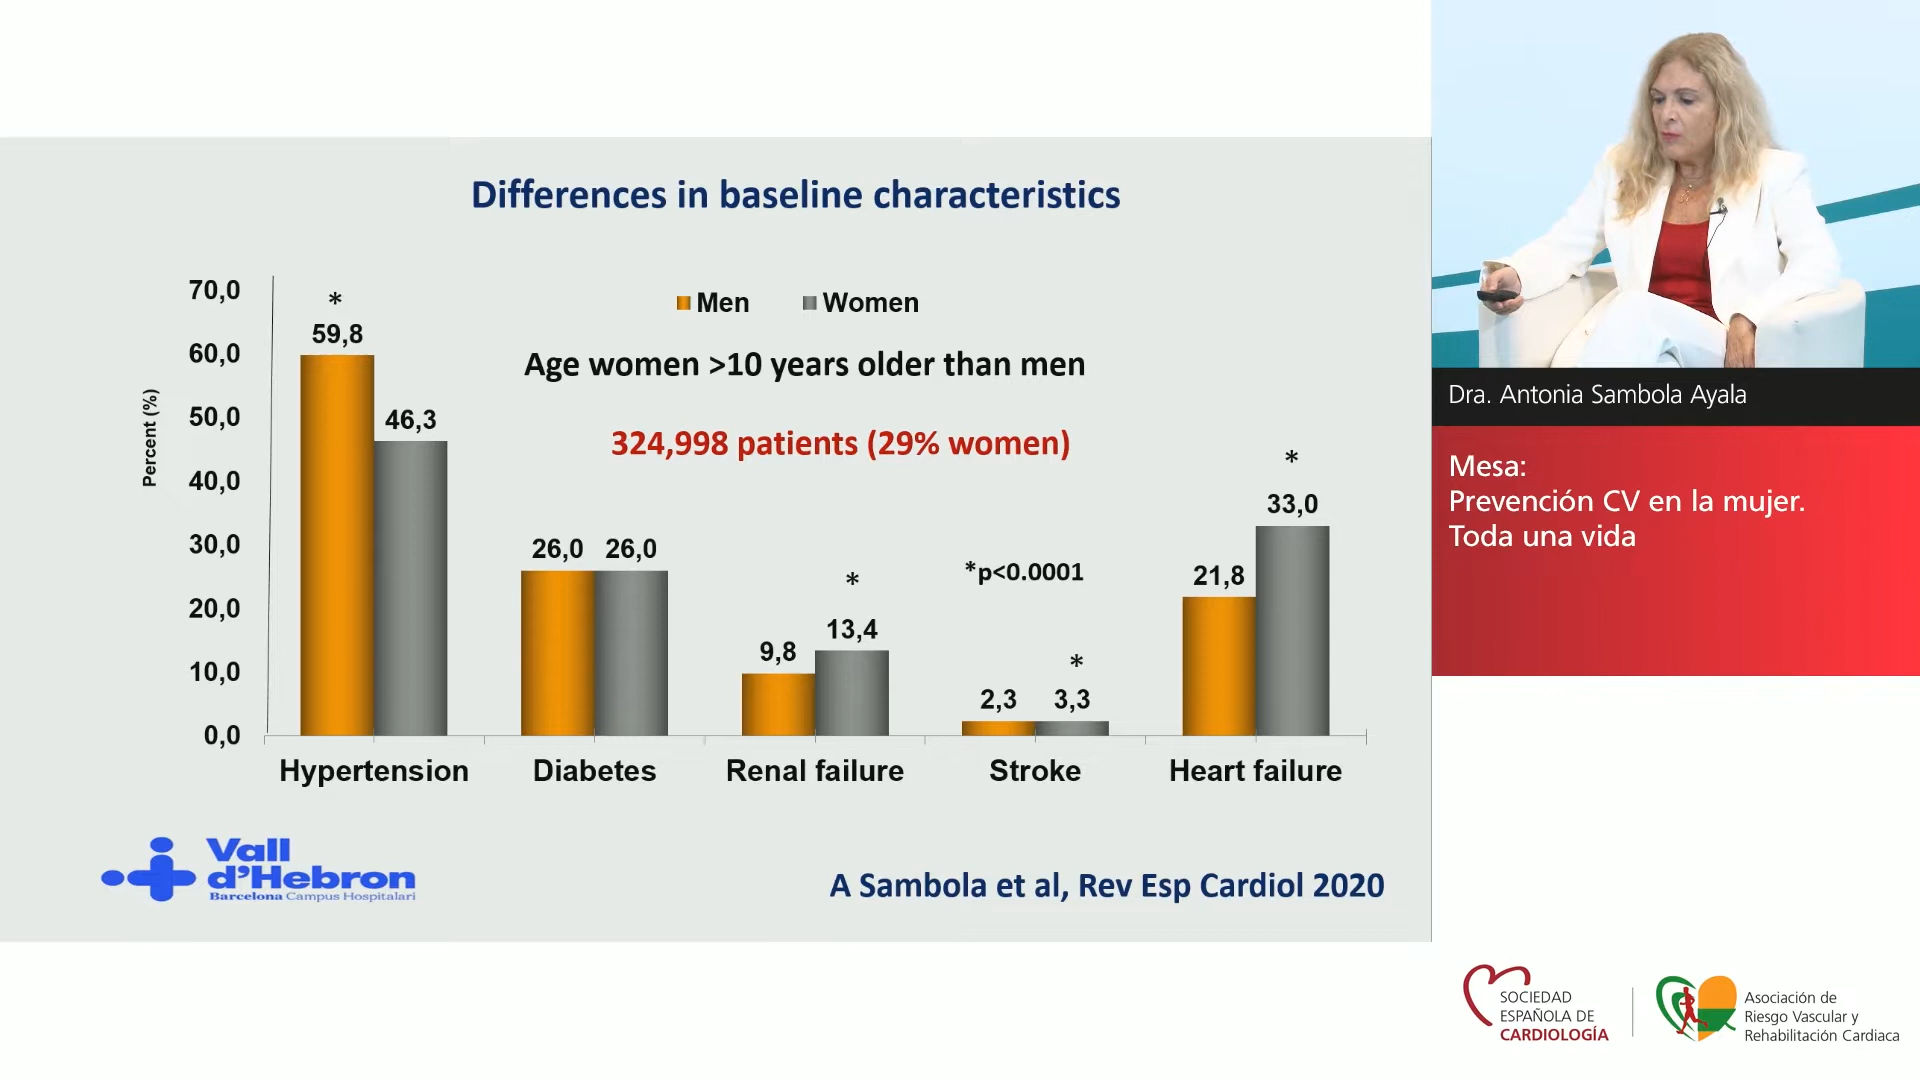 Differences in baseline characteristics
Men
Women
Age women >10 years older than men
324,998 patients (29% women)
Percent (%)
70,0
60,0
50,0
40,0
30,0
20,0
10,0
0,0
*
59,8
46,3
26,0
26,0
*
9,8
13,4
*p<0.0001
*
2,3
3,3
*
21,8
33,0
Hypertension
Diabetes
Renal failure
Stroke
Heart failure
Vall
d'Hebron
Barcelona Campus Hospitalari
A Sambola et al, Rev Esp Cardiol 2020
Dra. Antonia Sambola Ayala
Mesa:
Prevención CV en la mujer.
Toda una vida
SOCIEDAD
ESPAÑOLA DE
CARDIOLOGÍA
Asociación de
Riesgo Vascular y
Rehabilitación Cardiaca